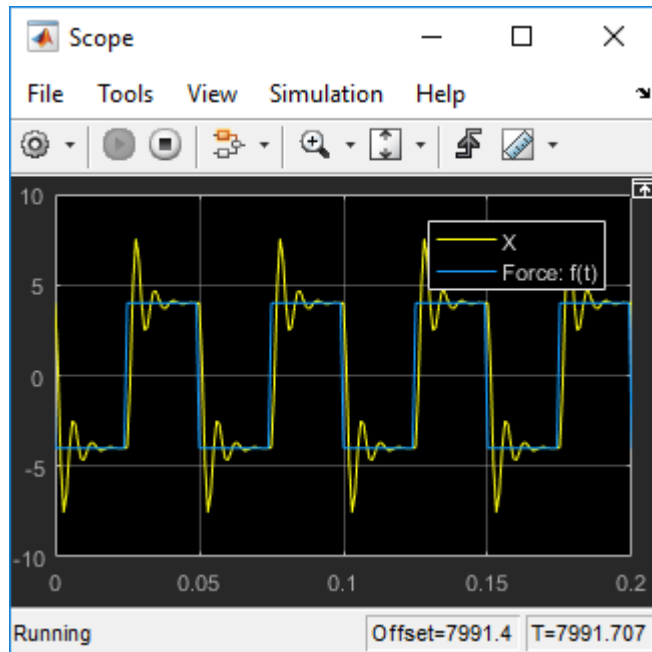 Scope
File Tools View Simulation Help
10
X
Force: f(t)
5
0
-5
-10
0 0.05 0.1 0.15 0.2
Running Offset=7991.4 T=7991.707